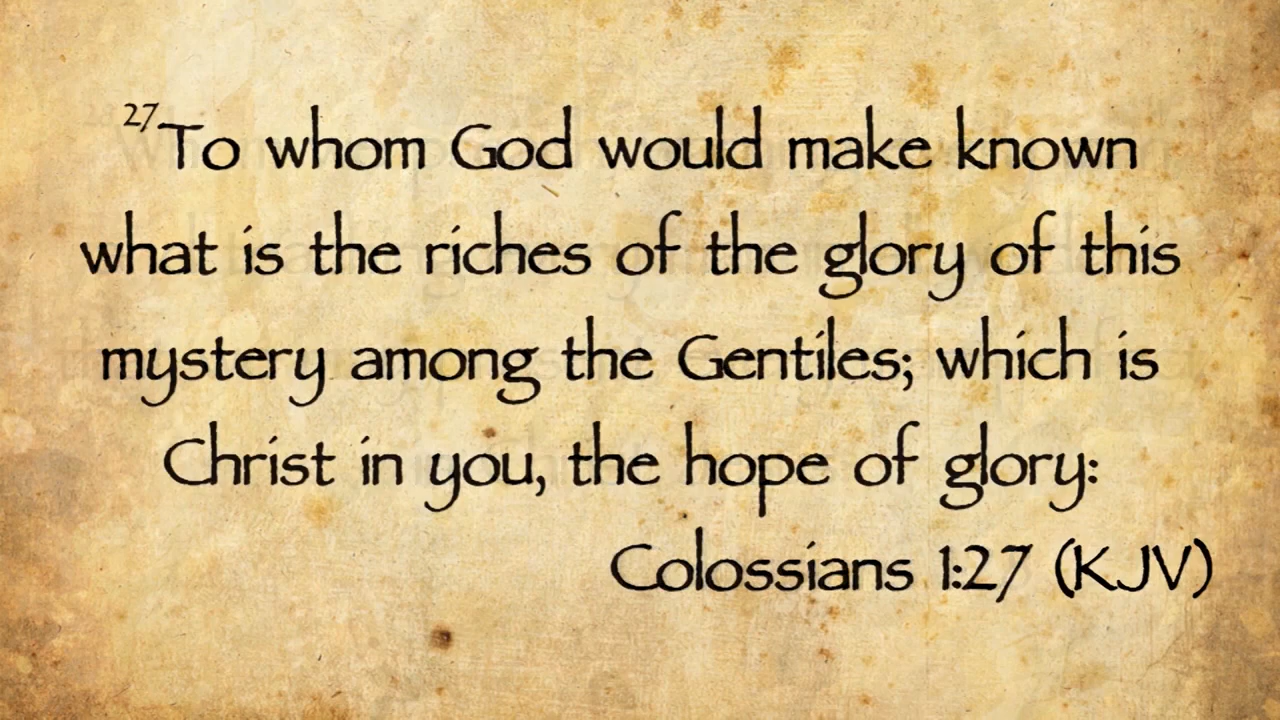 27To whom God would make known
what is the riches of the glory of this
mystery among the Gentiles; which is
Christ in you, the hope of glory:
Colossians 1:27 (KJV)